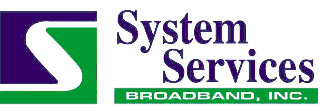 System
Services
BROADBAND, INC.